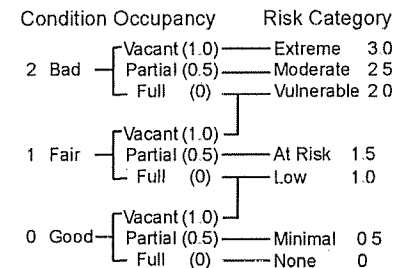 Condition Occupancy Risk Category
Vacant (1.0) Extreme 3.0
2 Bad Partial (0.5) Moderate 2.5
Full (0) Vulnerable 2.0
Vacant (1.0)
1 Fair Partial (0.5) At Risk 1.5
Full (0) Low 1.0
Vacant (1.0)
0 Good Partial (0.5) Minimal 0.5
Full (0) None 0